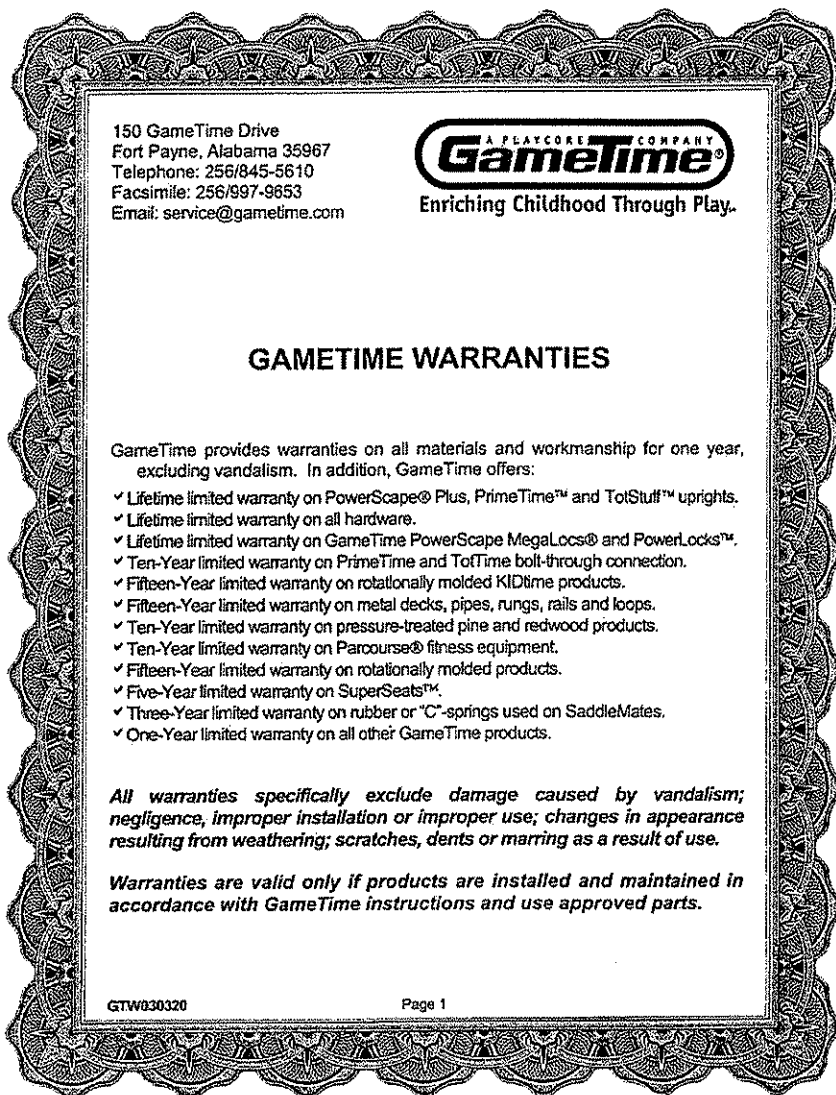 150 GameTime Drive
Fort Payne, Alabama 35967
Telephone: 256/845-5610
Facsimile: 256/997-9653
Email: service@gametime.com
A PLAYCORE COMPANY
GameTime®
Enriching Childhood Through Play™
GAMETIME WARRANTIES
GameTime provides warranties on all materials and workmanship for one year,
excluding vandalism. In addition, GameTime offers:
✓ Lifetime limited warranty on PowerScape® Plus, PrimeTime™ and TotStuff™ uprights.
✓ Lifetime limited warranty on all hardware.
✓ Lifetime limited warranty on GameTime PowerScape MegaLocs® and PowerLocks™.
✓ Ten-Year limited warranty on PrimeTime and TotTime bolt-through connection.
✓ Fifteen-Year limited warranty on rotationally molded KIDtime products.
✓ Fifteen-Year limited warranty on metal decks, pipes, rungs, rails and loops.
✓ Ten-Year limited warranty on pressure-treated pine and redwood products.
✓ Ten-Year limited warranty on Parcourse® fitness equipment.
✓ Fifteen-Year limited warranty on rotationally molded products.
✓ Five-Year limited warranty on SuperSeats™.
✓ Three-Year limited warranty on rubber or "C"-springs used on SaddleMates.
✓ One-Year limited warranty on all other GameTime products.
All warranties specifically exclude damage caused by vandalism;
negligence, improper installation or improper use; changes in appearance
resulting from weathering; scratches, dents or marring as a result of use.
Warranties are valid only if products are installed and maintained in
accordance with GameTime instructions and use approved parts.
GTW030320 Page 1